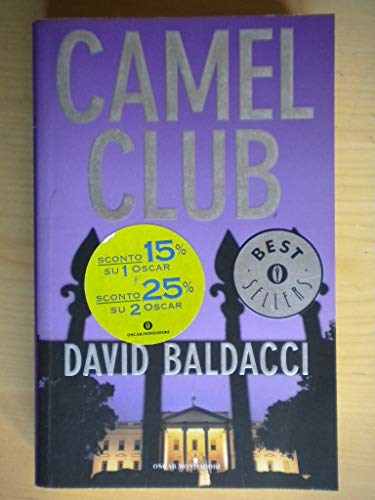 CAMEL
CLUB
SCONTO 15%
SU 1 OSCAR
SCONTO 25%
SU 2 OSCAR
OSCAR MONDADORI
BEST
SELLERS
DAVID BALDACCI
OSCAR MONDADORI